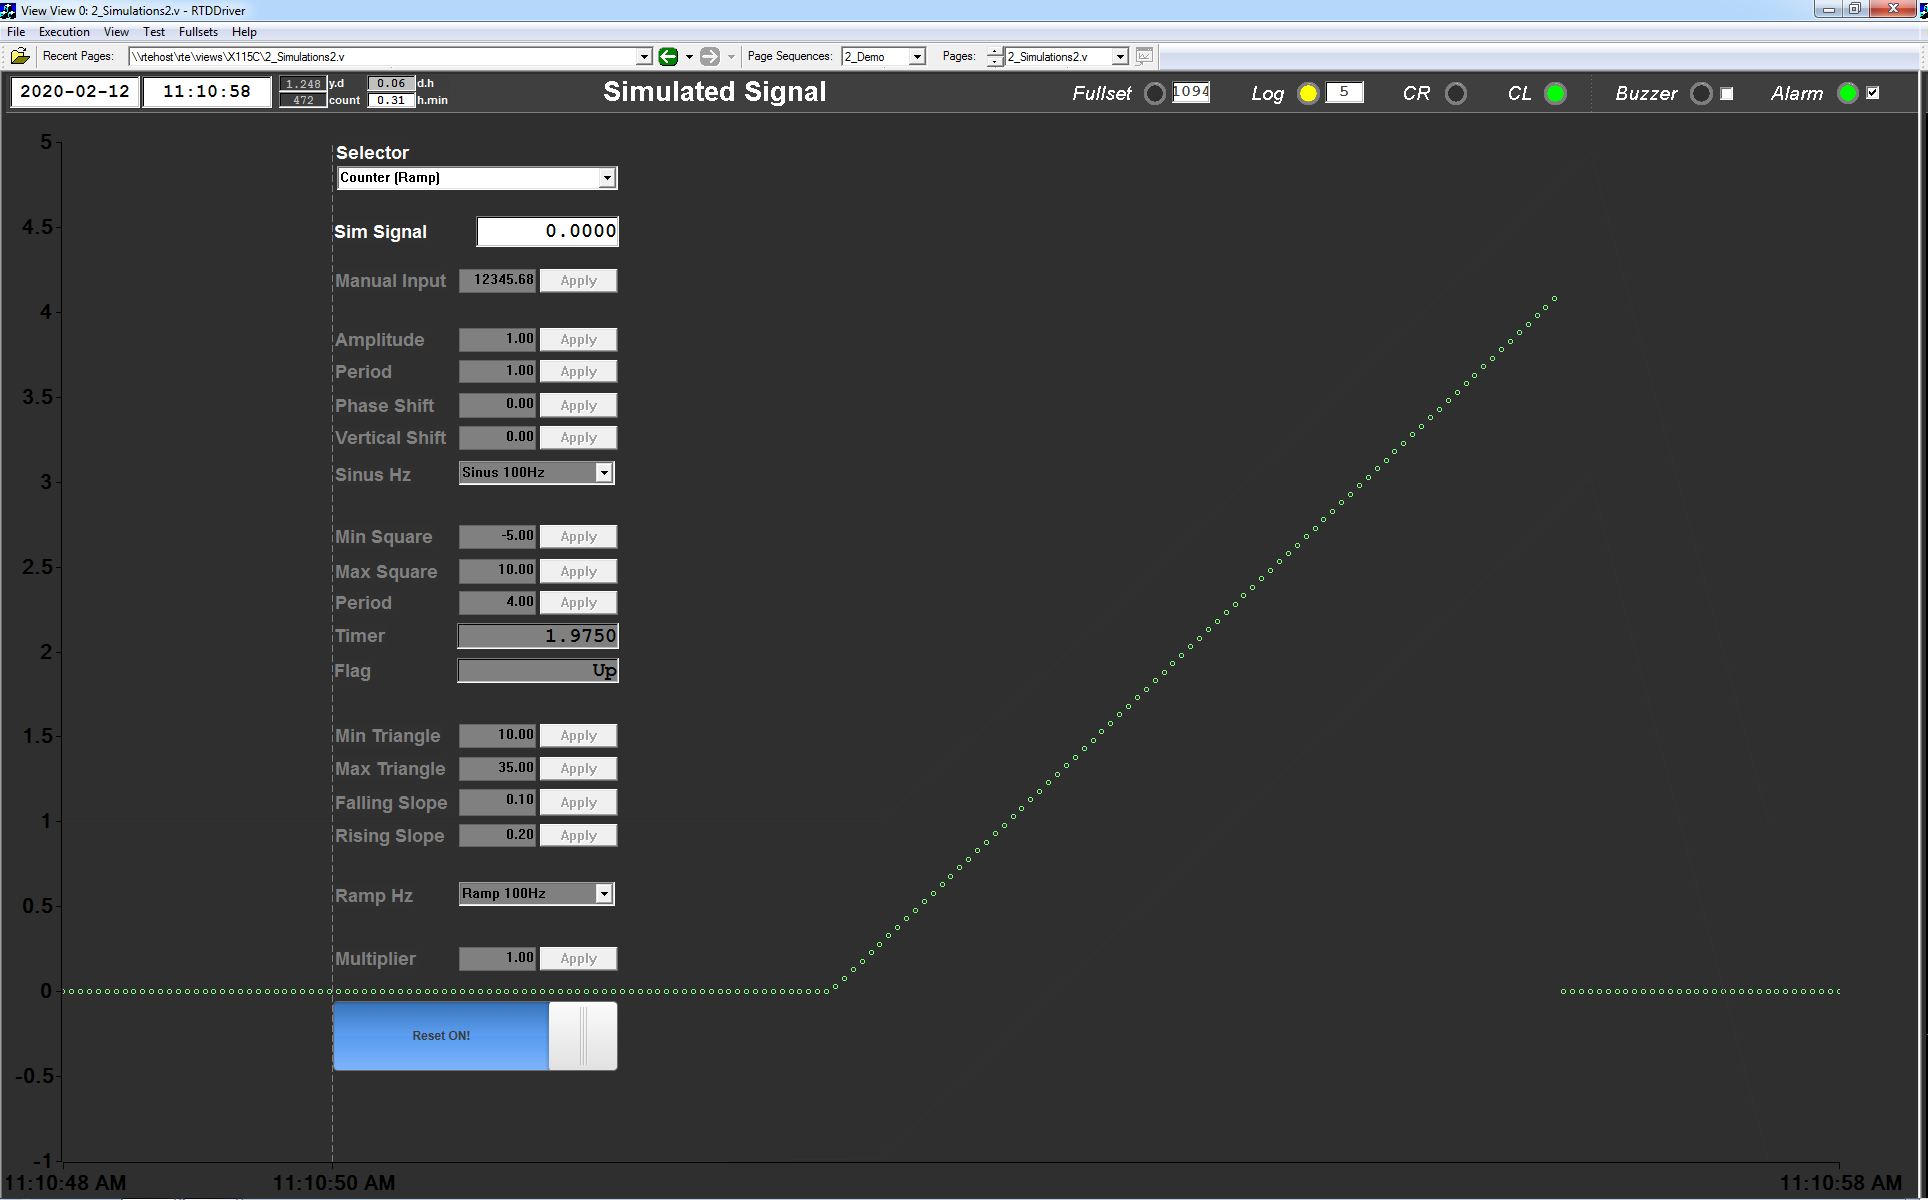 View View 0: 2_Simulations2.v - RTDDriver
File Execution View Test Fullsets Help
Recent Pages: \\rtehost\rte\views\X115C\2_Simulations2.v Page Sequences: 2_Demo Pages: 2_Simulations2.v
2020-02-12 11:10:58 1.248 y.d 0.06 d.h
472 count 0.31 h.min
Simulated Signal
Fullset 1094 Log 5 CR CL Buzzer Alarm
5
4.5
4
3.5
3
2.5
2
1.5
1
0.5
0
-0.5
-1
Selector
Counter (Ramp)
Sim Signal 0.0000
Manual Input 12345.68 Apply
Amplitude 1.00 Apply
Period 1.00 Apply
Phase Shift 0.00 Apply
Vertical Shift 0.00 Apply
Sinus Hz Sinus 100Hz
Min Square -5.00 Apply
Max Square 10.00 Apply
Period 4.00 Apply
Timer 1.9750
Flag Up
Min Triangle 10.00 Apply
Max Triangle 35.00 Apply
Falling Slope 0.10 Apply
Rising Slope 0.20 Apply
Ramp Hz Ramp 100Hz
Multiplier 1.00 Apply
Reset ON!
11:10:48 AM 11:10:50 AM 11:10:58 AM